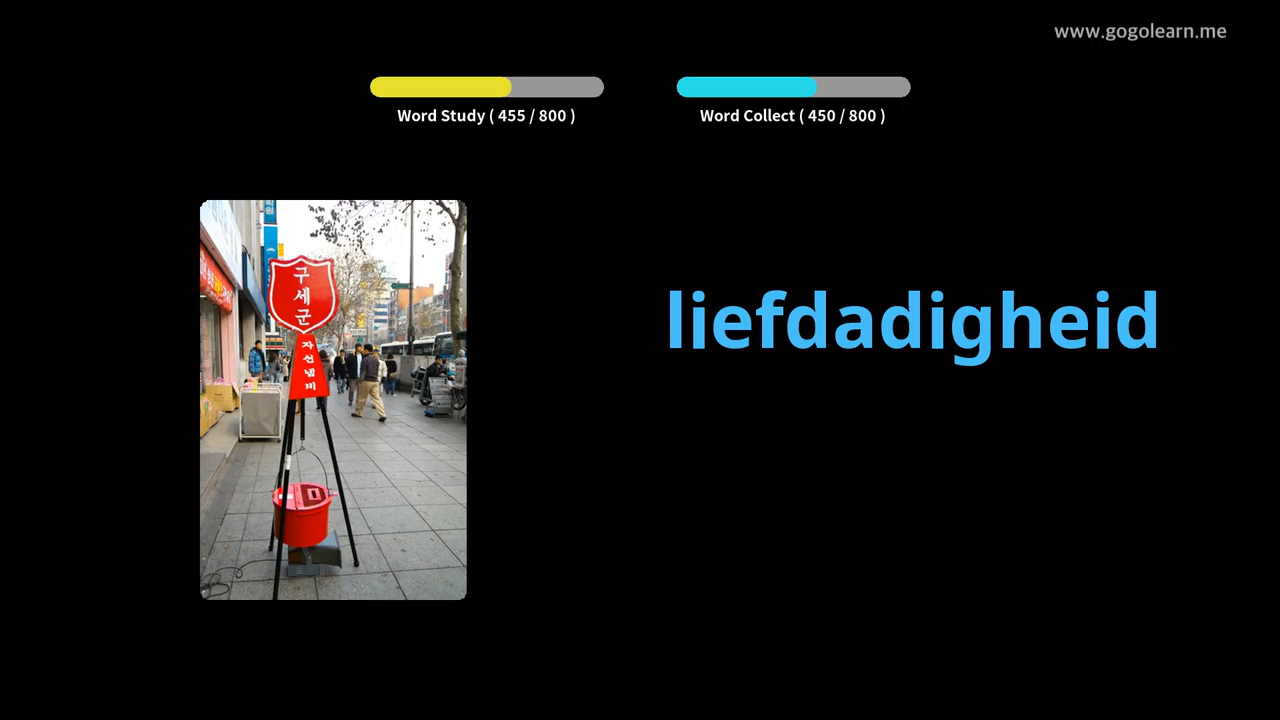 www.gogolearn.me
Word Study ( 455 / 800 )
Word Collect ( 450 / 800 )
구세군
자선냄비
liefdadigheid